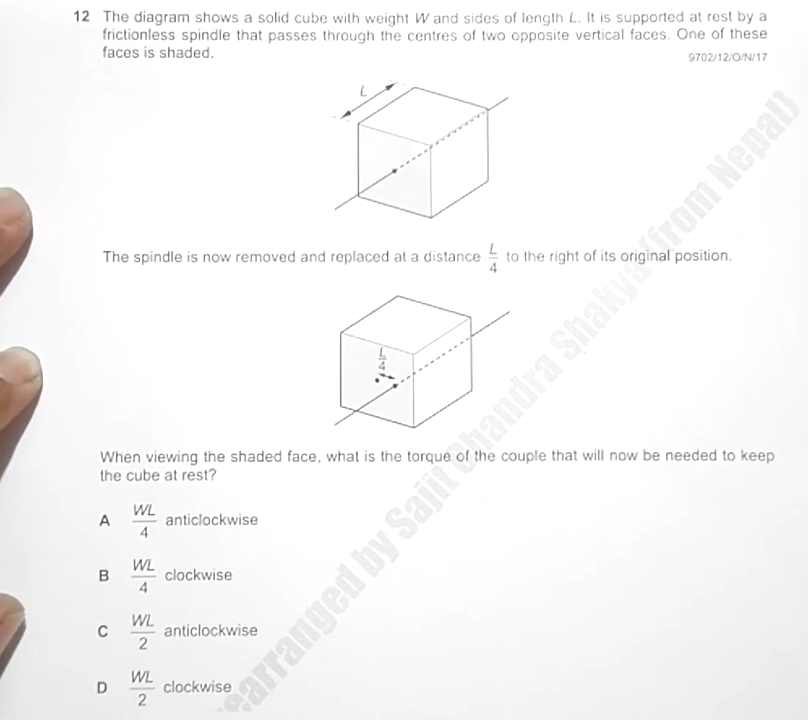 12 The diagram shows a solid cube with weight W and sides of length L. It is supported at rest by a
frictionless spindle that passes through the centres of two opposite vertical faces. One of these
faces is shaded.
9702/12/O/N/17
L
The spindle is now removed and replaced at a distance L/4 to the right of its original position.
L/4
When viewing the shaded face, what is the torque of the couple that will now be needed to keep
the cube at rest?
A WL/4 anticlockwise
B WL/4 clockwise
C WL/2 anticlockwise
D WL/2 clockwise
earranged by Sajit Chandra Shakya (from Nepal)